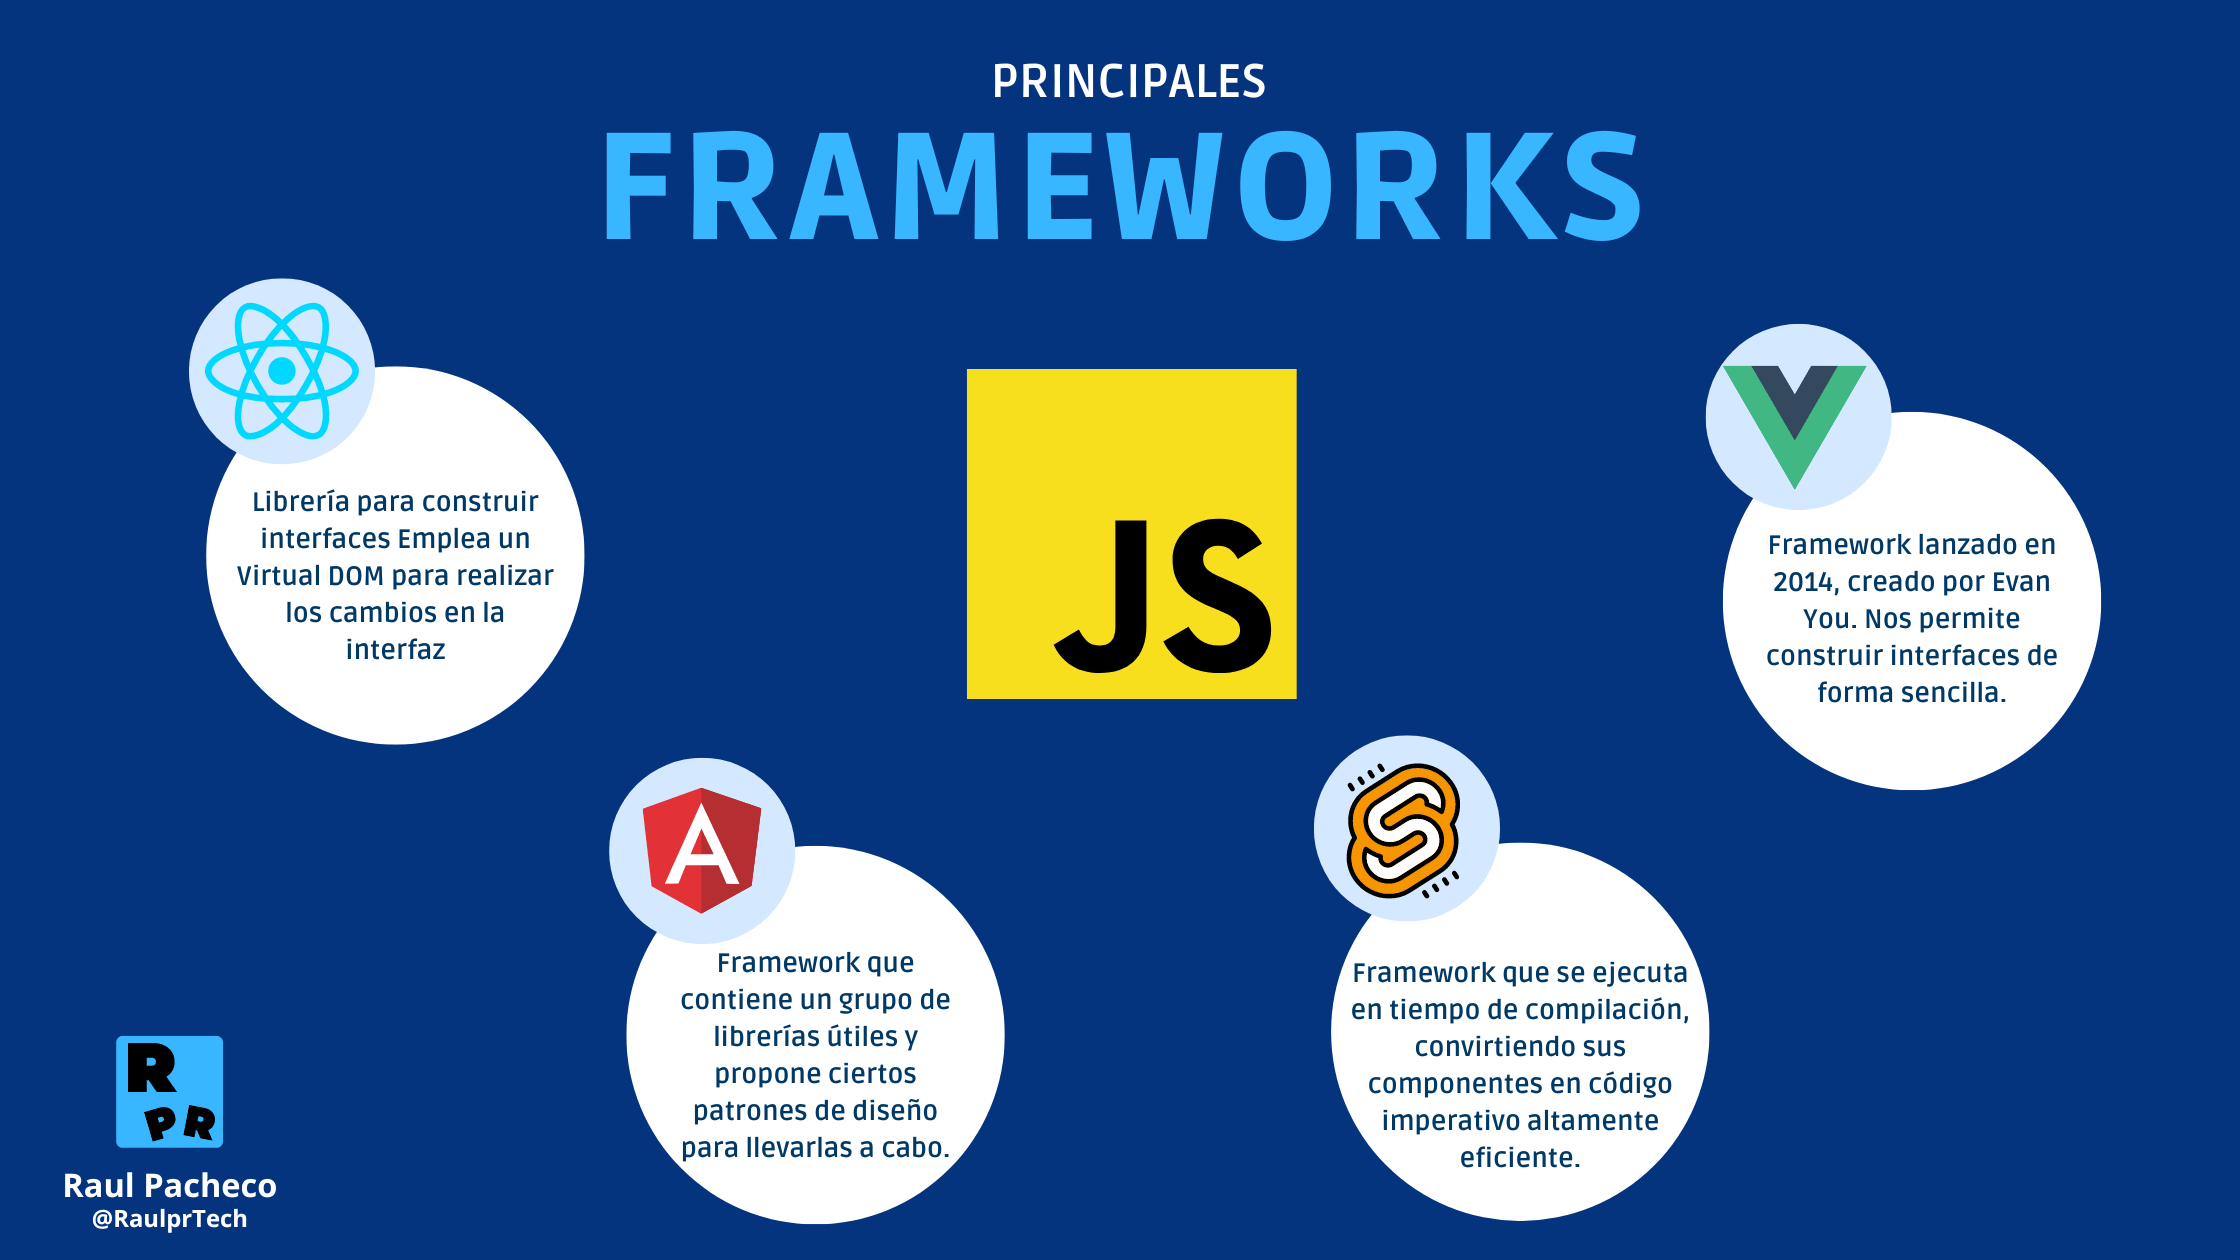 PRINCIPALES
FRAMEWORKS
Librería para construir
interfaces Emplea un
Virtual DOM para realizar
los cambios en la
interfaz
JS
Framework lanzado en
2014, creado por Evan
You. Nos permite
construir interfaces de
forma sencilla.
A
Framework que
contiene un grupo de
librerías útiles y
propone ciertos
patrones de diseño
para llevarlas a cabo.
S
Framework que se ejecuta
en tiempo de compilación,
convirtiendo sus
componentes en código
imperativo altamente
eficiente.
R
PR
Raul Pacheco
@RaulprTech